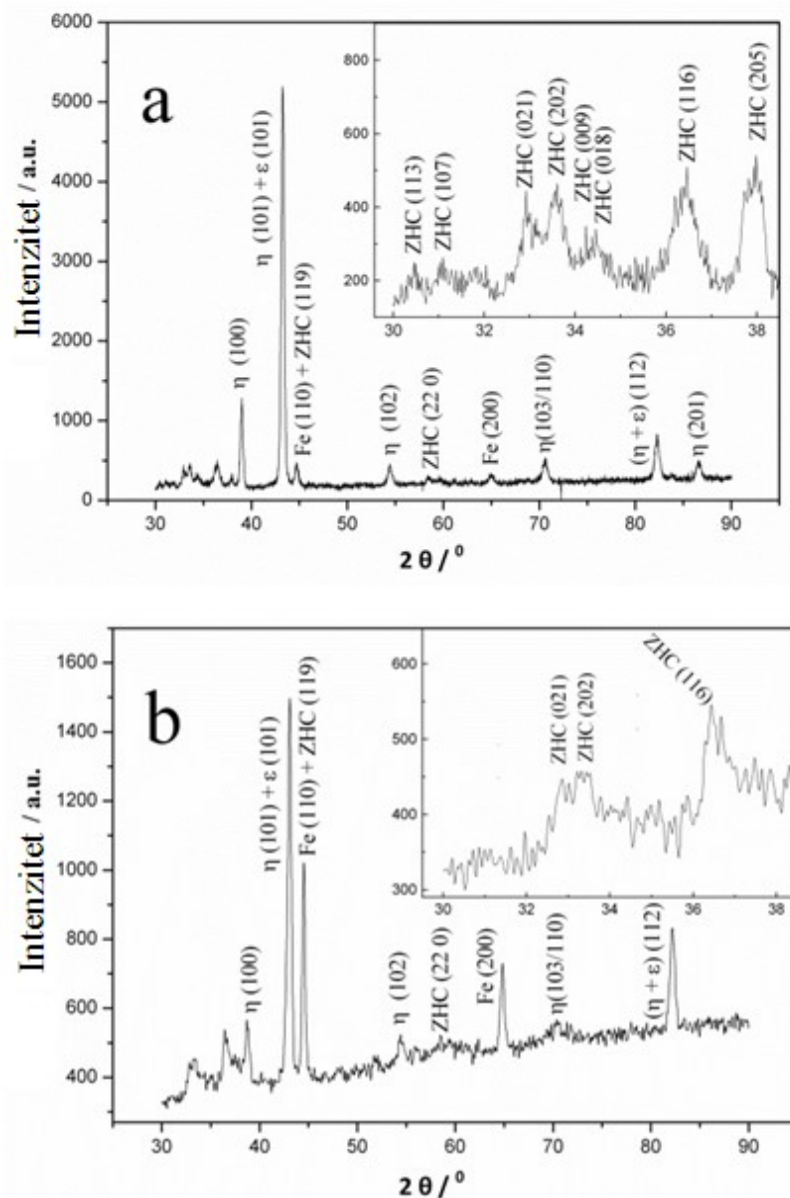 a
Intenzitet / a.u.
6000
5000
4000
3000
2000
1000
0
30
40
50
60
70
80
90
2 θ / ⁰
η (100)
η (101) + ε (101)
Fe (110) + ZHC (119)
η (102)
ZHC (22 0)
Fe (200)
η(103/110)
(η + ε) (112)
η (201)
800
600
400
200
30
32
34
36
38
ZHC (113)
ZHC (107)
ZHC (021)
ZHC (202)
ZHC (009)
ZHC (018)
ZHC (116)
ZHC (205)
b
Intenzitet / a.u.
1600
1400
1200
1000
800
600
400
30
40
50
60
70
80
90
2 θ / ⁰
η (100)
η (101) + ε (101)
Fe (110) + ZHC (119)
η (102)
ZHC (22 0)
Fe (200)
η(103/110)
(η + ε) (112)
600
500
400
300
30
32
34
36
38
ZHC (021)
ZHC (202)
ZHC (116)